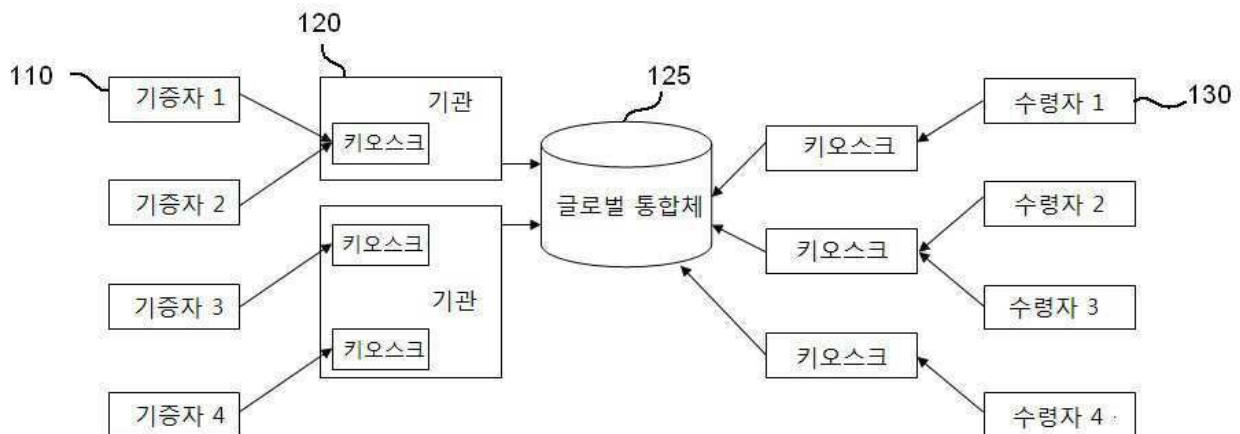 110
기증자 1
기증자 2
기증자 3
기증자 4
120
기관
키오스크
키오스크
기관
키오스크
125
글로벌 통합체
키오스크
키오스크
키오스크
수령자 1
130
수령자 2
수령자 3
수령자 4